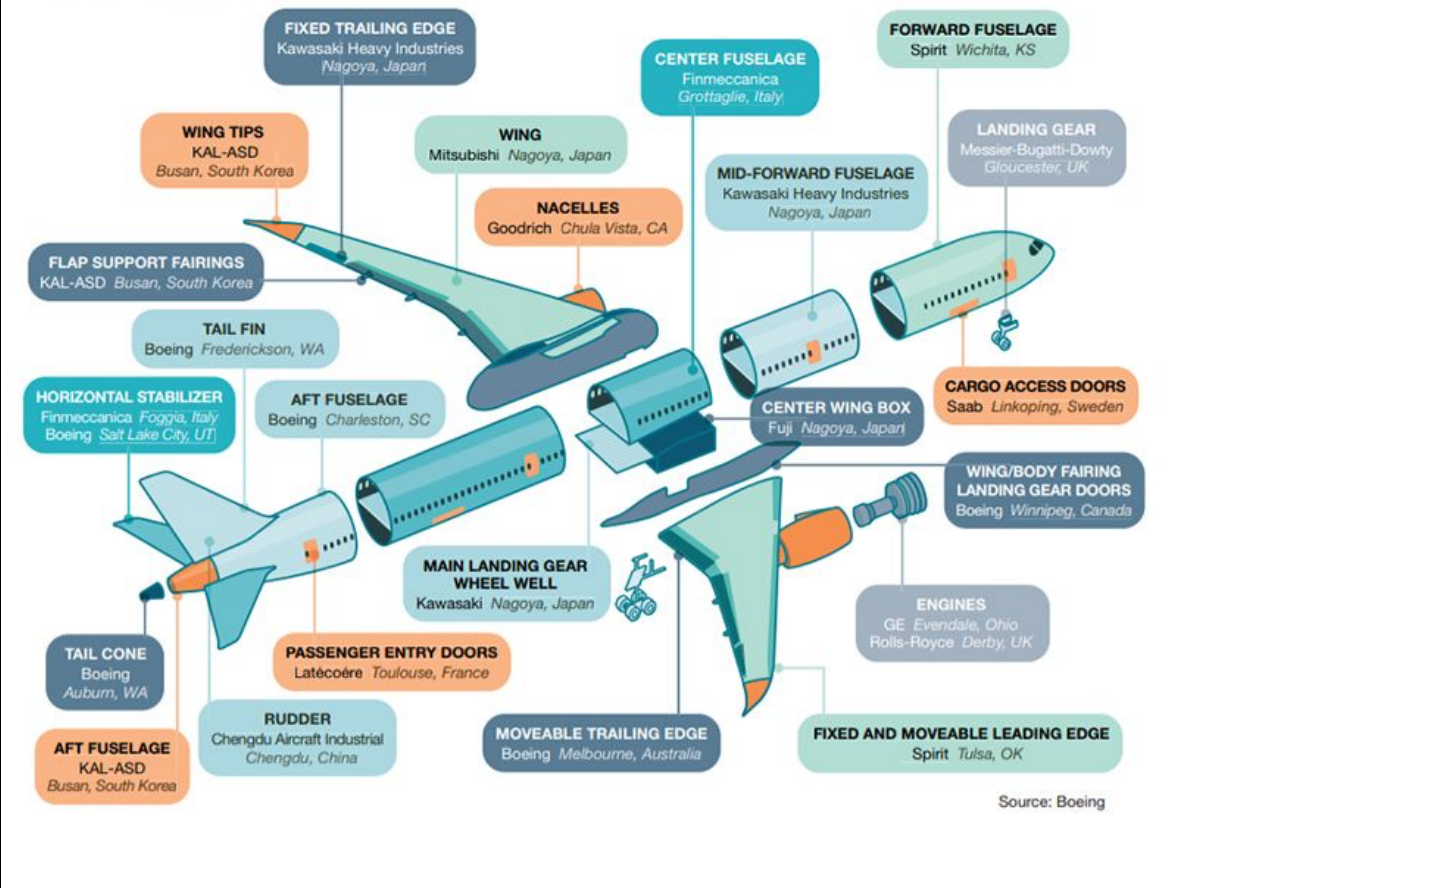 FIXED TRAILING EDGE
Kawasaki Heavy Industries
Nagoya, Japan
FORWARD FUSELAGE
Spirit Wichita, KS
CENTER FUSELAGE
Finmeccanica
Grottaglie, Italy
WING TIPS
KAL-ASD
Busan, South Korea
WING
Mitsubishi Nagoya, Japan
LANDING GEAR
Messier-Bugatti-Dowty
Gloucester, UK
MID-FORWARD FUSELAGE
Kawasaki Heavy Industries
Nagoya, Japan
NACELLES
Goodrich Chula Vista, CA
FLAP SUPPORT FAIRINGS
KAL-ASD Busan, South Korea
TAIL FIN
Boeing Frederickson, WA
HORIZONTAL STABILIZER
Finmeccanica Foggia, Italy
Boeing Salt Lake City, UT
AFT FUSELAGE
Boeing Charleston, SC
CENTER WING BOX
Fuji Nagoya, Japan
CARGO ACCESS DOORS
Saab Linkoping, Sweden
WING/BODY FAIRING
LANDING GEAR DOORS
Boeing Winnipeg, Canada
MAIN LANDING GEAR
WHEEL WELL
Kawasaki Nagoya, Japan
ENGINES
GE Evendale, Ohio
Rolls-Royce Derby, UK
TAIL CONE
Boeing
Auburn, WA
PASSENGER ENTRY DOORS
Latécoére Toulouse, France
RUDDER
Chengdu Aircraft Industrial
Chengdu, China
AFT FUSELAGE
KAL-ASD
Busan, South Korea
MOVEABLE TRAILING EDGE
Boeing Melbourne, Australia
FIXED AND MOVEABLE LEADING EDGE
Spirit Tulsa, OK
Source: Boeing